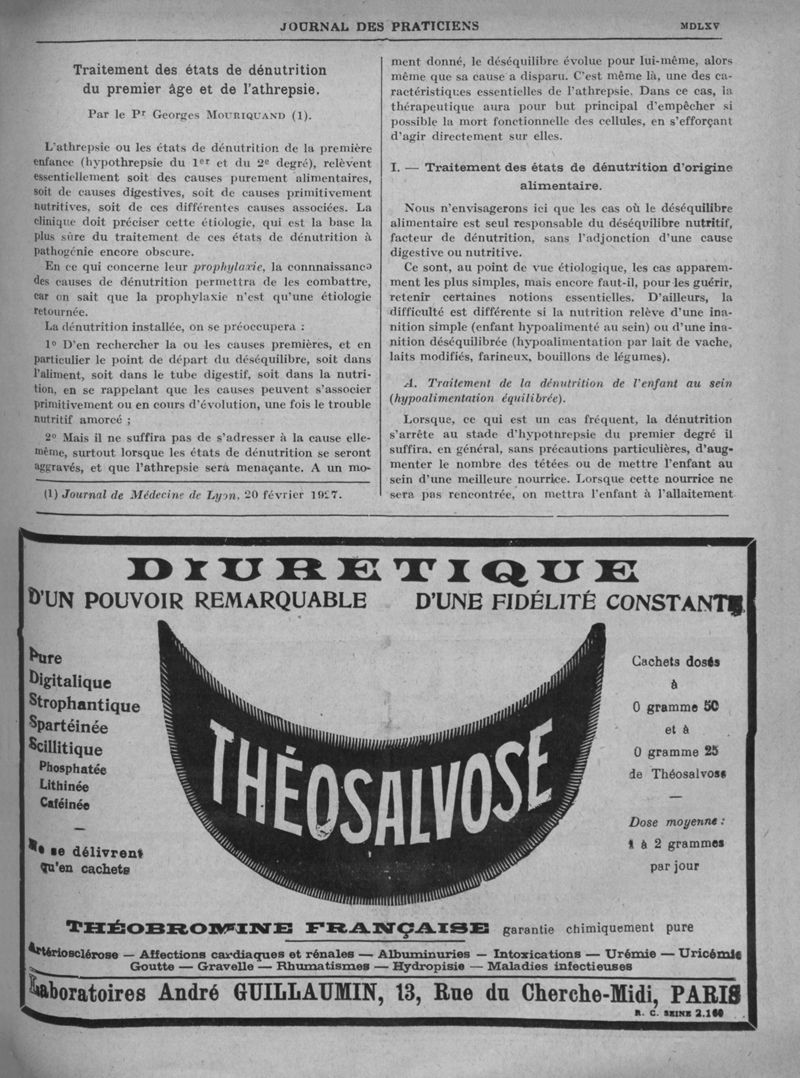 JOURNAL DES PRATICIENS
MDLXV
Traitement des états de dénutrition
du premier âge et de l'athrepsie.
Par le Pr Georges MOURIQUAND (1).
L'athrepsie ou les états de dénutrition de la première
enfance (hypothrepsie du 1er et du 2e degré), relèvent
essentiellement soit des causes purement alimentaires,
soit de causes digestives, soit de causes primitivement
nutritives, soit de ces différentes causes associées. La
clinique doit préciser cette étiologie, qui est la base la
plus sûre du traitement de ces états de dénutrition à
pathogénie encore obscure.
En ce qui concerne leur prophylaxie, la connnaissance
des causes de dénutrition permettra de les combattre,
car on sait que la prophylaxie n'est qu'une étiologie
retournée.
La dénutrition installée, on se préoccupera :
1o D'en rechercher la ou les causes premières, et en
particulier le point de départ du déséquilibre, soit dans
l'aliment, soit dans le tube digestif, soit dans la nutri-
tion, en se rappelant que les causes peuvent s'associer
primitivement ou en cours d'évolution, une fois le trouble
nutritif amorcé ;
2o Mais il ne suffira pas de s'adresser à la cause elle-
même, surtout lorsque les états de dénutrition se seront
aggravés, et que l'athrepsie sera menaçante. A un mo-
(1) Journal de Médecine de Lyon, 20 février 1927.
ment donné, le déséquilibre évolue pour lui-même, alors
même que sa cause a disparu. C'est même là, une des ca-
ractéristiques essentielles de l'athrepsie. Dans ce cas, la
thérapeutique aura pour but principal d'empêcher si
possible la mort fonctionnelle des cellules, en s'efforçant
d'agir directement sur elles.
I. — Traitement des états de dénutrition d'origine
alimentaire.
Nous n'envisagerons ici que les cas où le déséquilibre
alimentaire est seul responsable du déséquilibre nutritif,
facteur de dénutrition, sans l'adjonction d'une cause
digestive ou nutritive.
Ce sont, au point de vue étiologique, les cas apparem-
ment les plus simples, mais encore faut-il, pour les guérir,
retenir certaines notions essentielles. D'ailleurs, la
difficulté est différente si la nutrition relève d'une ina-
nition simple (enfant hypoalimenté au sein) ou d'une ina-
nition déséquilibrée (hypoalimentation par lait de vache,
laits modifiés, farineux, bouillons de légumes).
A. Traitement de la dénutrition de l'enfant au sein
(hypoalimentation équilibrée).
Lorsque, ce qui est un cas fréquent, la dénutrition
s'arrête au stade d'hypothrepsie du premier degré il
suffira, en général, sans précautions particulières, d'aug-
menter le nombre des tétées ou de mettre l'enfant au
sein d'une meilleure nourrice. Lorsque cette nourrice ne
sera pas rencontrée, on mettra l'enfant à l'allaitement
DIURETIQUE
D'UN POUVOIR REMARQUABLE D'UNE FIDÉLITÉ CONSTANTE
Pure
Digitalique
Strophantique
Spartéinée
Scillitique
Phosphatée
Lithinée
Caféinée
—
Ne se délivrent
qu'en cachets
THÉOSALVOSE
Cachets dosés
à
0 gramme 50
et à
0 gramme 25
de Théosalvose
—
Dose moyenne :
1 à 2 grammes
par jour
THÉOBROMINE FRANÇAISE garantie chimiquement pure
Artériosclérose — Affections cardiaques et rénales — Albuminuries — Intoxications — Urémie — Uricémie
Goutte — Gravelle — Rhumatismes — Hydropisie — Maladies infectieuses
Laboratoires André GUILLAUMIN, 13, Rue du Cherche-Midi, PARIS
R. C. SEINE 2.160